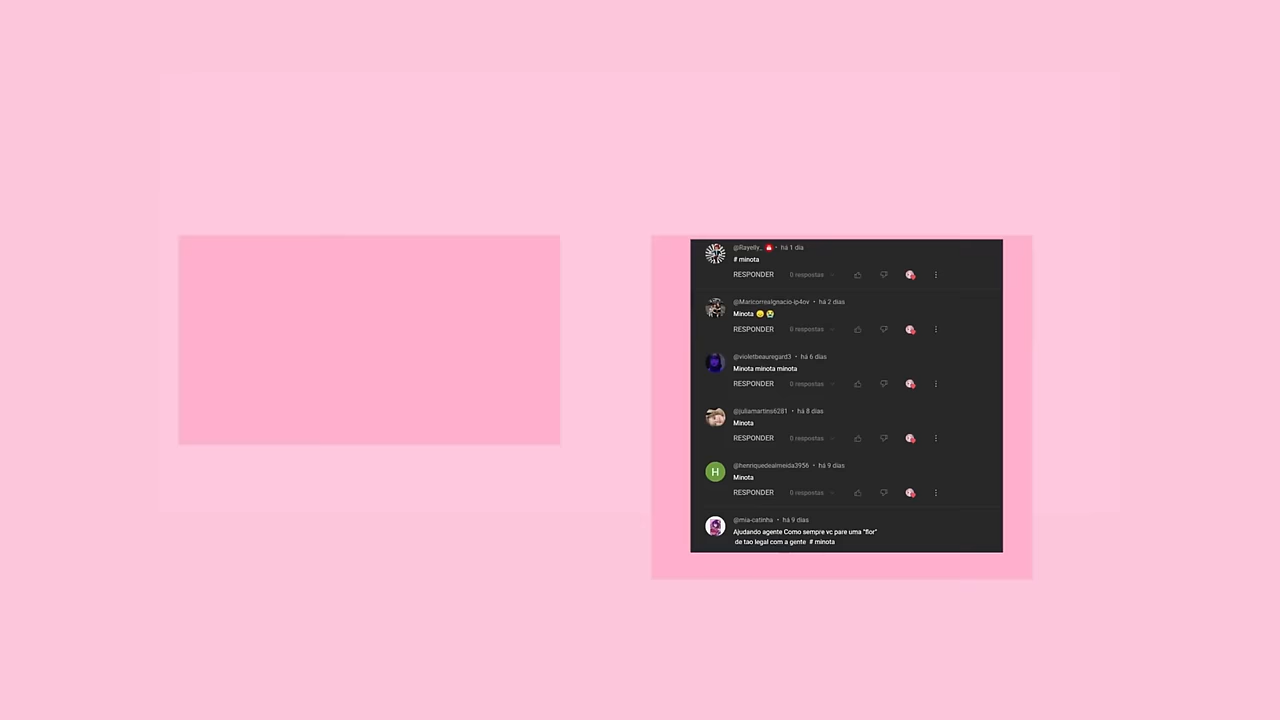 @Rayelly_ • há 1 dia
# minota
RESPONDER 0 respostas
@MaricorreaIgnacio-ip4ov • há 2 dias
Minota 😞 😭
RESPONDER 0 respostas
@violetbeauregard3 • há 6 dias
Minota minota minota
RESPONDER 0 respostas
@juliamartins6281 • há 8 dias
Minota
RESPONDER 0 respostas
H
@henriquedealmeida3956 • há 9 dias
Minota
RESPONDER 0 respostas
@mia-catinha • há 9 dias
Ajudando agente Como sempre vc pare uma "flor"
de tao legal com a gente # minota